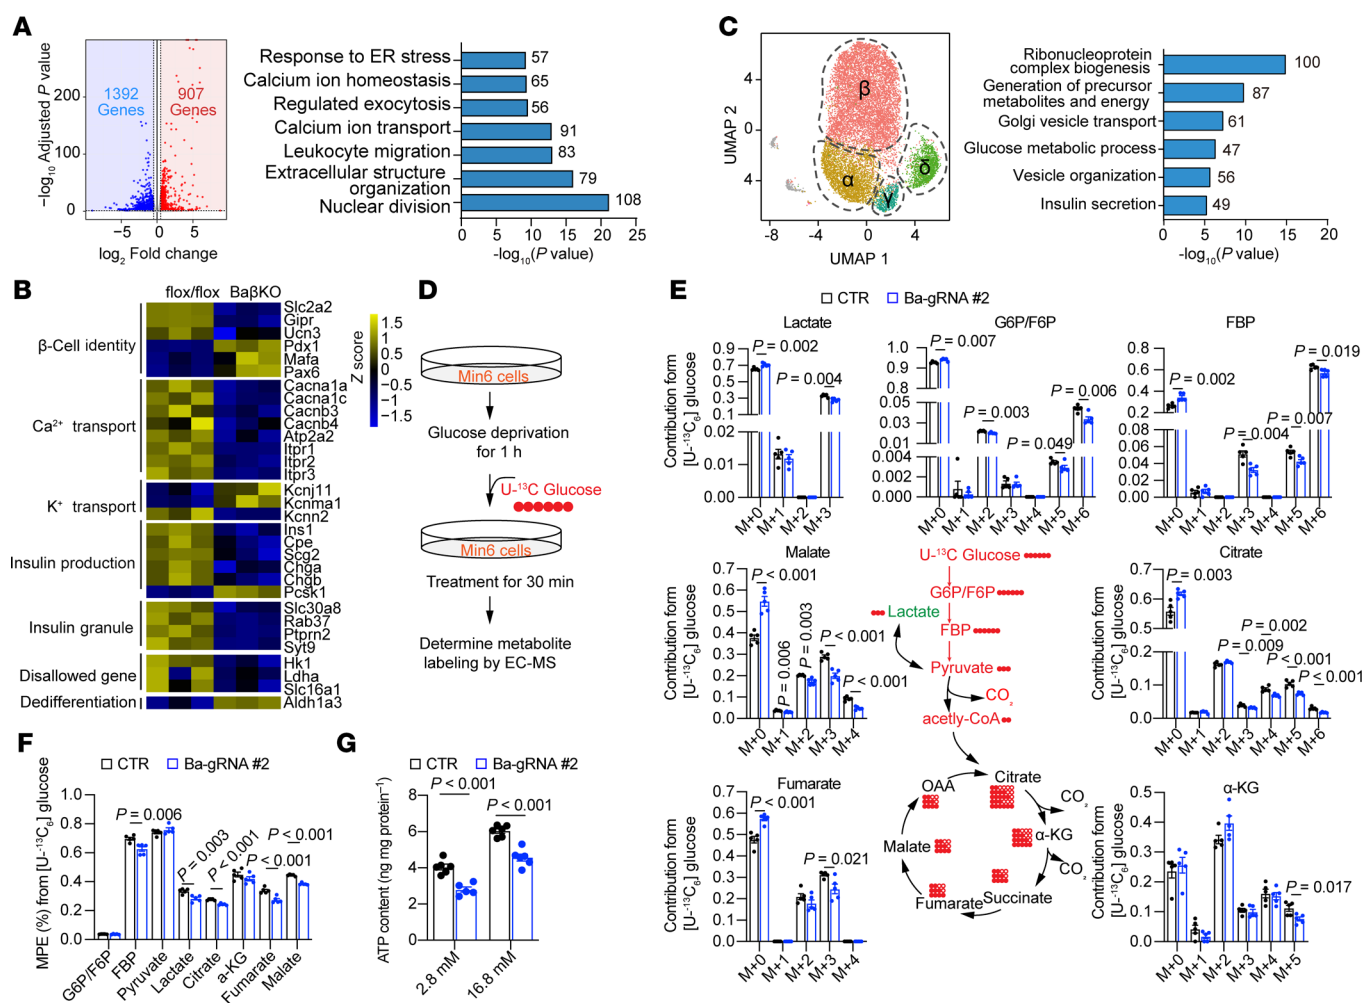 A
−log10 Adjusted P value
200
100
0
1392
Genes
907
Genes
−5
0
5
log2 Fold change
Response to ER stress
57
Calcium ion homeostasis
65
Regulated exocytosis
56
Calcium ion transport
91
Leukocyte migration
83
Extracellular structure
organization
79
Nuclear division
108
0
5
10
15
20
25
-log10(P value)
C
UMAP 2
4
0
4
β
α
γ
δ
-8
-4
0
4
UMAP 1
Ribonucleoprotein
complex biogenesis
100
Generation of precursor
metabolites and energy
87
Golgi vesicle transport
61
Glucose metabolic process
47
Vesicle organization
56
Insulin secretion
49
0
5
10
15
20
-log10(P value)
B
flox/flox
BaβKO
β-Cell identity
Slc2a2
Gipr
Ucn3
Pdx1
Mafa
Pax6
Ca2+ transport
Cacna1a
Cacna1c
Cacnb3
Cacnb4
Atp2a2
Itpr1
Itpr2
Itpr3
K+ transport
Kcnj11
Kcnma1
Kcnn2
Insulin production
Ins1
Cpe
Scg2
Chga
Chgb
Pcsk1
Insulin granule
Slc30a8
Rab37
Ptprn2
Syt9
Disallowed gene
Hk1
Ldha
Slc16a1
Dedifferentiation
Aldh1a3
Z score
1.5
1
0.5
0
−0.5
−1
−1.5
D
Min6 cells
Glucose deprivation
for 1 h
U-13C Glucose
Min6 cells
Treatment for 30 min
Determine metabolite
labeling by EC-MS
E
CTR
Ba-gRNA #2
Lactate
Contribution form
[U-13C6] glucose
0.9
0.7
0.5
0.3
0.1
0.02
0.01
0.00
P = 0.002
P = 0.004
M+0
M+1
M+2
M+3
G6P/F6P
Contribution form
[U-13C6] glucose
1.0
0.9
0.8
0.05
0.03
0.01
0.004
0.002
0.000
P = 0.007
P = 0.003
P = 0.049
P = 0.006
M+0
M+1
M+2
M+3
M+4
M+5
M+6
FBP
Contribution form
[U-13C6] glucose
0.8
0.6
0.4
0.2
0.08
0.06
0.04
0.02
0.00
P = 0.002
P = 0.004
P = 0.007
P = 0.019
M+0
M+1
M+2
M+3
M+4
M+5
M+6
Malate
Contribution form
[U-13C6] glucose
0.7
0.6
0.5
0.4
0.3
0.2
0.1
0.0
P < 0.001
P = 0.006
P = 0.003
P < 0.001
P < 0.001
M+0
M+1
M+2
M+3
M+4
U-13C Glucose
G6P/F6P
Lactate
FBP
Pyruvate
CO2
acetly-CoA
Citrate
CO2
α-KG
CO2
Succinate
Fumarate
Malate
OAA
Citrate
Contribution form
[U-13C6] glucose
0.7
0.6
0.5
0.2
0.1
0.0
P = 0.003
P = 0.009
P = 0.002
P < 0.001
P < 0.001
M+0
M+1
M+2
M+3
M+4
M+5
M+6
Fumarate
Contribution form
[U-13C6] glucose
0.7
0.6
0.5
0.4
0.3
0.2
0.1
0.0
P < 0.001
P = 0.021
M+0
M+1
M+2
M+3
M+4
α-KG
Contribution form
[U-13C6] glucose
0.5
0.4
0.3
0.2
0.1
0.0
P = 0.017
M+0
M+1
M+2
M+3
M+4
M+5
F
CTR
Ba-gRNA #2
MPE (%) from [U-13C6] glucose
1.0
0.8
0.6
0.4
0.2
0.0
P = 0.006
P = 0.003
P < 0.001
P < 0.001
P < 0.001
G6P/F6P
FBP
Pyruvate
Lactate
Citrate
a-KG
Fumarate
Malate
G
CTR
Ba-gRNA #2
ATP content (ng mg protein−1)
8
6
4
2
0
P < 0.001
P < 0.001
2.8 mM
16.8 mM